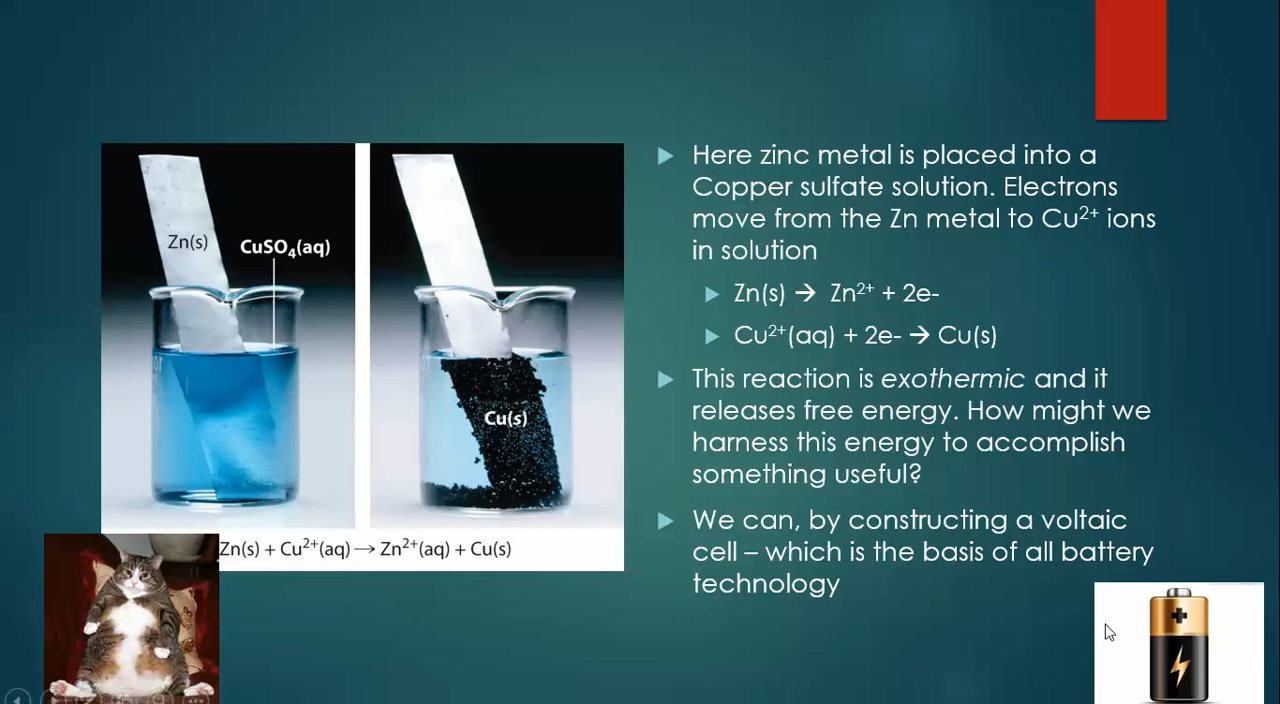 Zn(s)
CuSO₄(aq)
Cu(s)
Zn(s) + Cu²⁺(aq) → Zn²⁺(aq) + Cu(s)
Here zinc metal is placed into a
Copper sulfate solution. Electrons
move from the Zn metal to Cu²⁺ ions
in solution
Zn(s) → Zn²⁺ + 2e-
Cu²⁺(aq) + 2e- → Cu(s)
This reaction is exothermic and it
releases free energy. How might we
harness this energy to accomplish
something useful?
We can, by constructing a voltaic
cell – which is the basis of all battery
technology